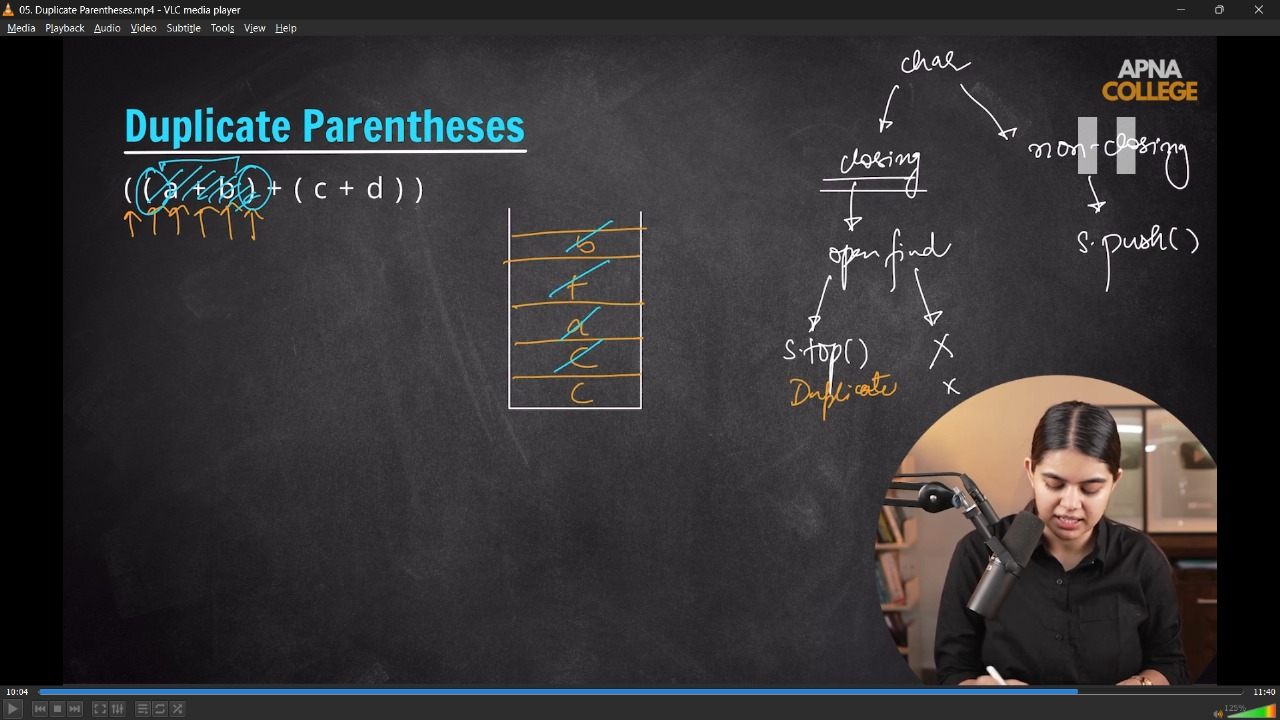 05. Duplicate Parentheses.mp4 - VLC media player
Media Playback Audio Video Subtitle Tools View Help
char
APNA
COLLEGE
Duplicate Parentheses
closing
non-closing
( ( a + b ) + ( c + d ) )
open find
s.push()
b
+
a
(
(
s.top()
X
Duplicate
x
10:04
11:40
125%